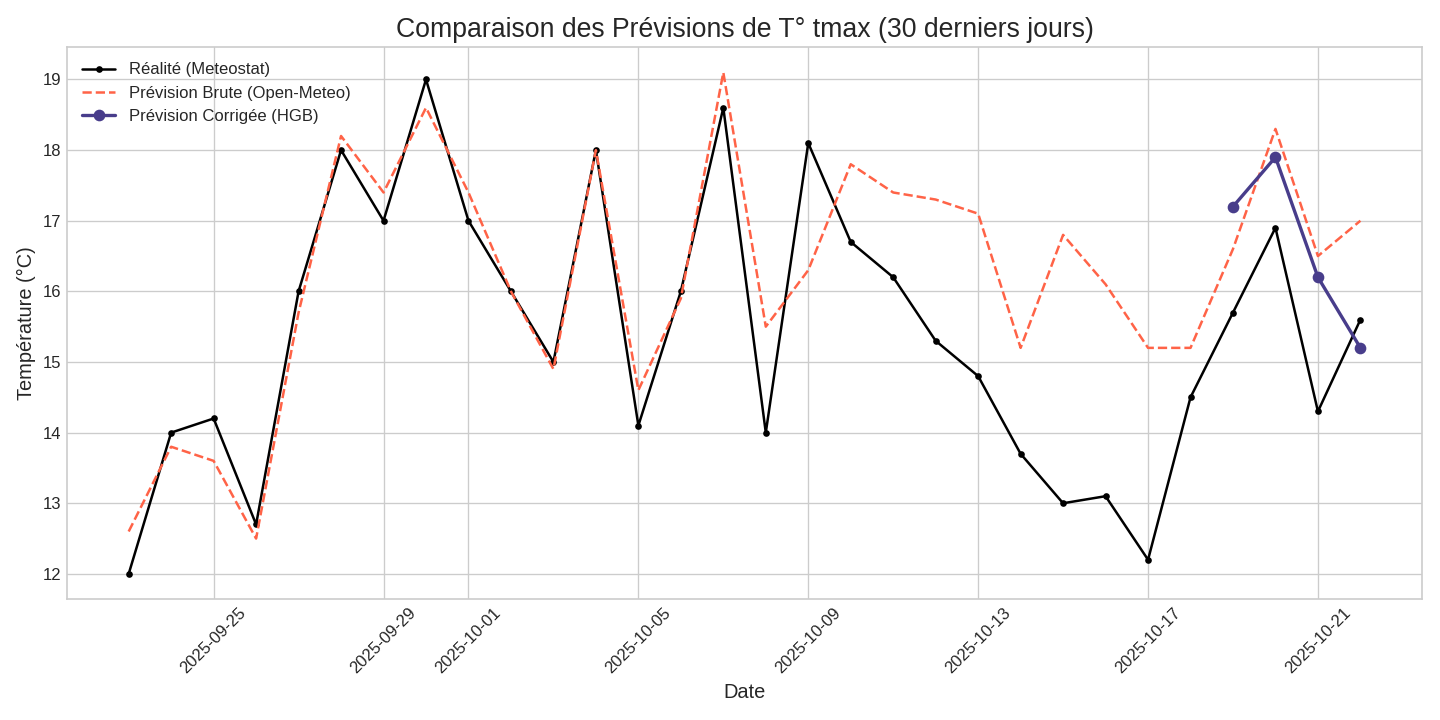 Comparaison des Prévisions de T° tmax (30 derniers jours)
Réalité (Meteostat)
Prévision Brute (Open-Meteo)
Prévision Corrigée (HGB)
Température (°C)
19
18
17
16
15
14
13
12
2025-09-25
2025-09-29
2025-10-01
2025-10-05
2025-10-09
2025-10-13
2025-10-17
2025-10-21
Date